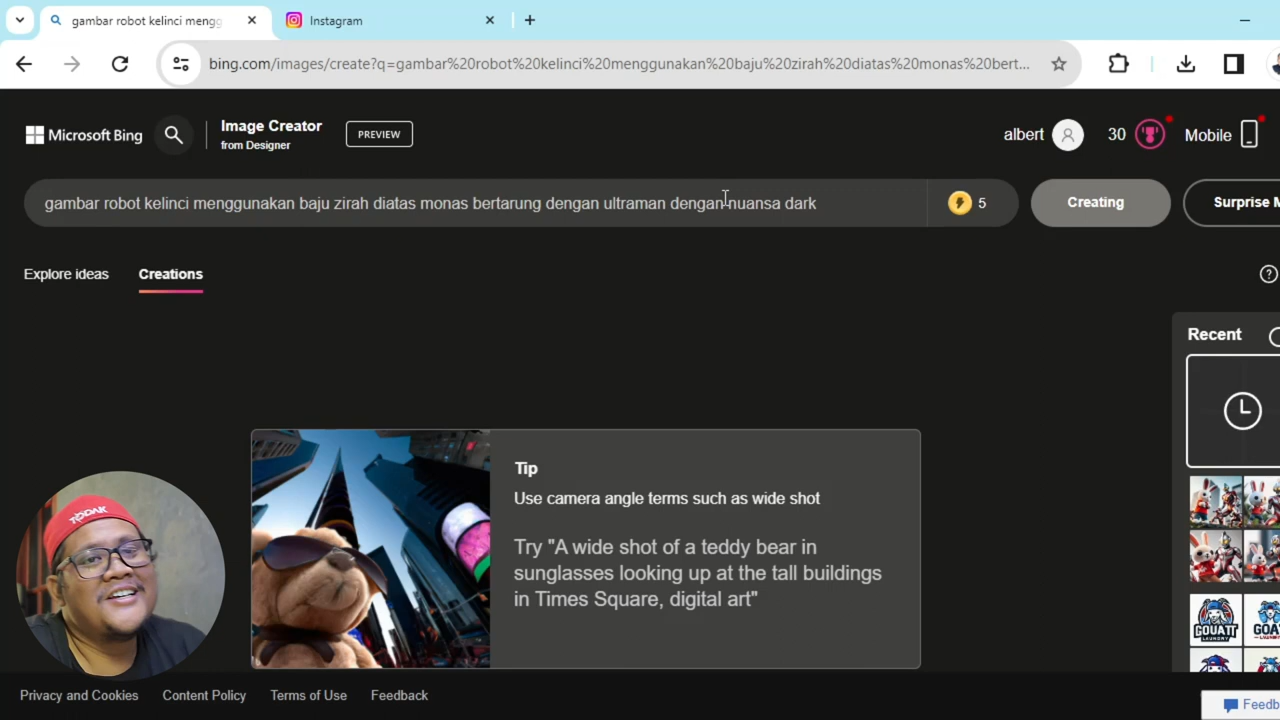 gambar robot kelinci mengg
Instagram
bing.com/images/create?q=gambar%20robot%20kelinci%20menggunakan%20baju%20zirah%20diatas%20monas%20bert...
Microsoft Bing
Image Creator
from Designer
PREVIEW
albert
30
Mobile
gambar robot kelinci menggunakan baju zirah diatas monas bertarung dengan ultraman dengan nuansa dark
5
Creating
Surprise M
Explore ideas
Creations
Recent
Tip
Use camera angle terms such as wide shot
Try "A wide shot of a teddy bear in
sunglasses looking up at the tall buildings
in Times Square, digital art"
TODAK
GOUATT
LAUNDRY
GOA
Privacy and Cookies
Content Policy
Terms of Use
Feedback
Feedb